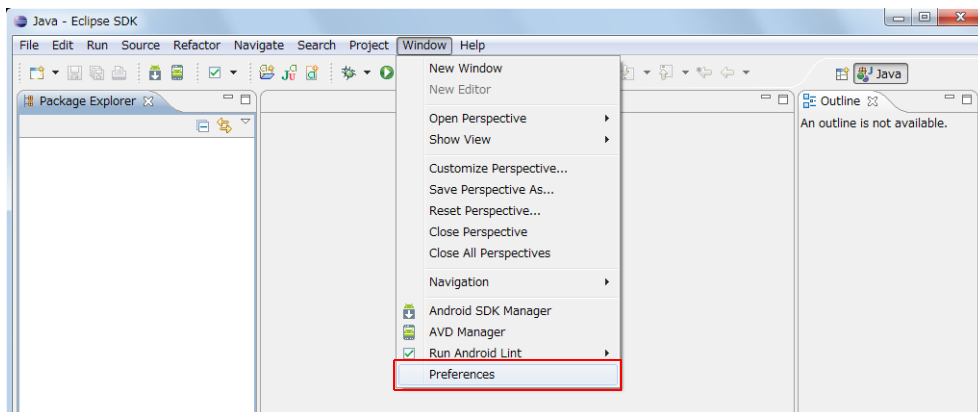 Java - Eclipse SDK
File Edit Run Source Refactor Navigate Search Project Window Help
Java
Package Explorer
Outline
An outline is not available.
New Window
New Editor
Open Perspective
Show View
Customize Perspective...
Save Perspective As...
Reset Perspective...
Close Perspective
Close All Perspectives
Navigation
Android SDK Manager
AVD Manager
Run Android Lint
Preferences